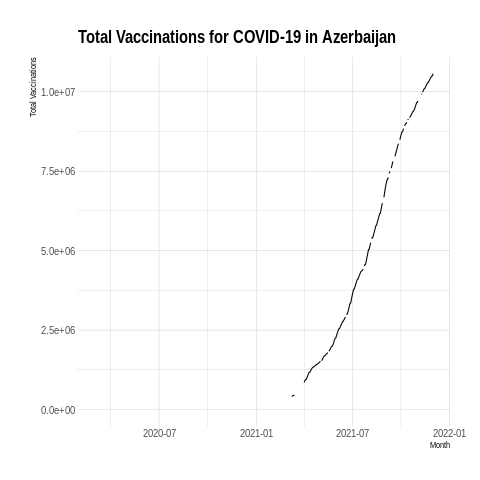 Total Vaccinations for COVID-19 in Azerbaijan
Total Vaccinations
1.0e+07
7.5e+06
5.0e+06
2.5e+06
0.0e+00
2020-07 2021-01 2021-07 2022-01
Month